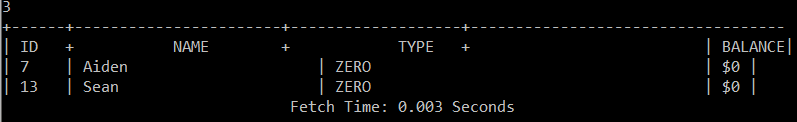 3
+------+----------------------+------------------+---------------------------------
| ID   +          NAME        +           TYPE   +                              | BALANCE|
| 7    | Aiden                       | ZERO                                     | $0 |
| 13   | Sean                        | ZERO                                     | $0 |
Fetch Time: 0.003 Seconds